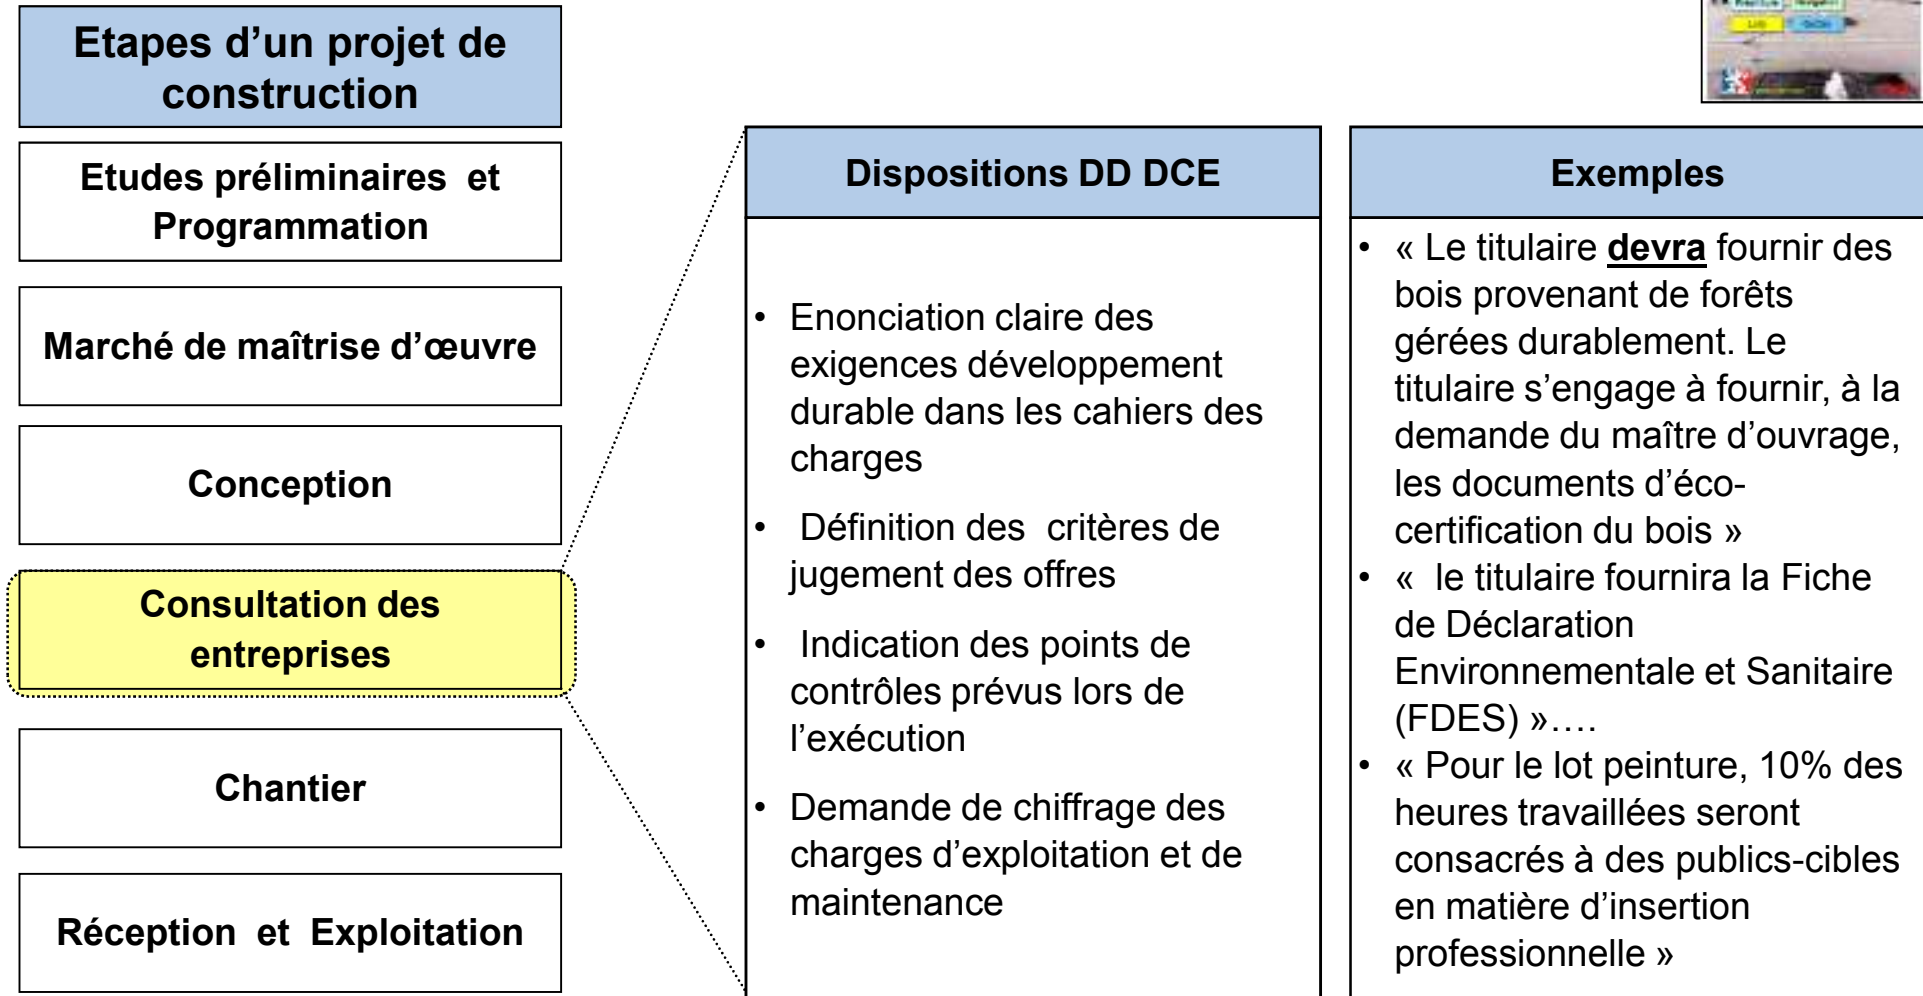 Etapes d’un projet de
construction
Etudes préliminaires et
Programmation
Marché de maîtrise d’œuvre
Conception
Consultation des
entreprises
Chantier
Réception et Exploitation
Dispositions DD DCE
• Enonciation claire des
exigences développement
durable dans les cahiers des
charges
• Définition des critères de
jugement des offres
• Indication des points de
contrôles prévus lors de
l’exécution
• Demande de chiffrage des
charges d’exploitation et de
maintenance
Exemples
• « Le titulaire devra fournir des
bois provenant de forêts
gérées durablement. Le
titulaire s’engage à fournir, à la
demande du maître d’ouvrage,
les documents d’éco-
certification du bois »
• « le titulaire fournira la Fiche
de Déclaration
Environnementale et Sanitaire
(FDES) »….
• « Pour le lot peinture, 10% des
heures travaillées seront
consacrés à des publics-cibles
en matière d’insertion
professionnelle »